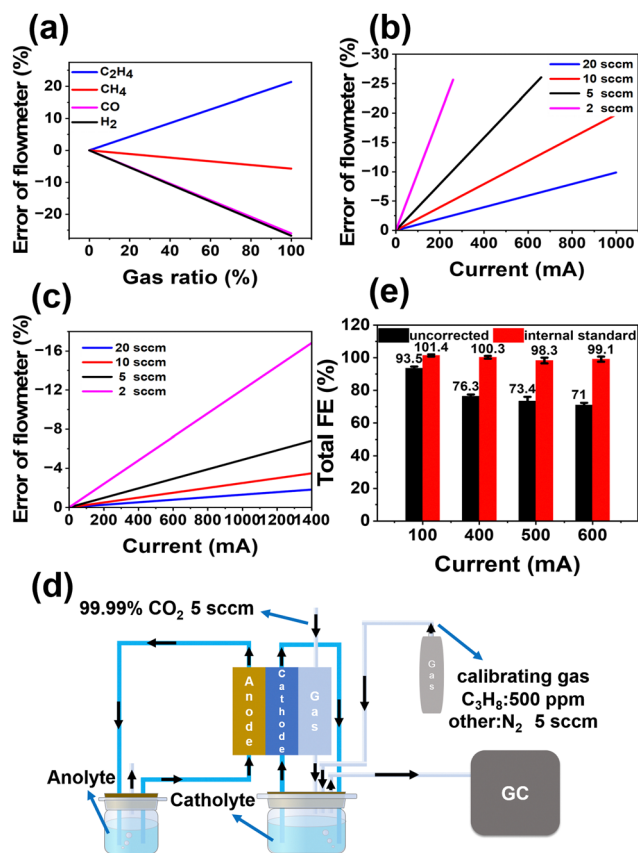 (a)
Error of flowmeter (%)
20
10
0
−10
−20
C₂H₄
CH₄
CO
H₂
0 20 40 60 80 100
Gas ratio (%)
(b)
Error of flowmeter (%)
−30
−25
−20
−15
−10
−5
0
20 sccm
10 sccm
5 sccm
2 sccm
0 200 400 600 800 1000
Current (mA)
(c)
Error of flowmeter (%)
−16
−12
−8
−4
0
20 sccm
10 sccm
5 sccm
2 sccm
0 200 400 600 800 1000 1200 1400
Current (mA)
(e)
Total FE (%)
120
100
80
60
40
20
0
uncorrected internal standard
93.5 101.4
76.3 100.3
73.4 98.3
71 99.1
100 400 500 600
Current (mA)
(d)
99.99% CO₂ 5 sccm
Anode
Cathode
Gas
Gas
calibrating gas
C₃H₈:500 ppm
other:N₂ 5 sccm
Anolyte
Catholyte
GC